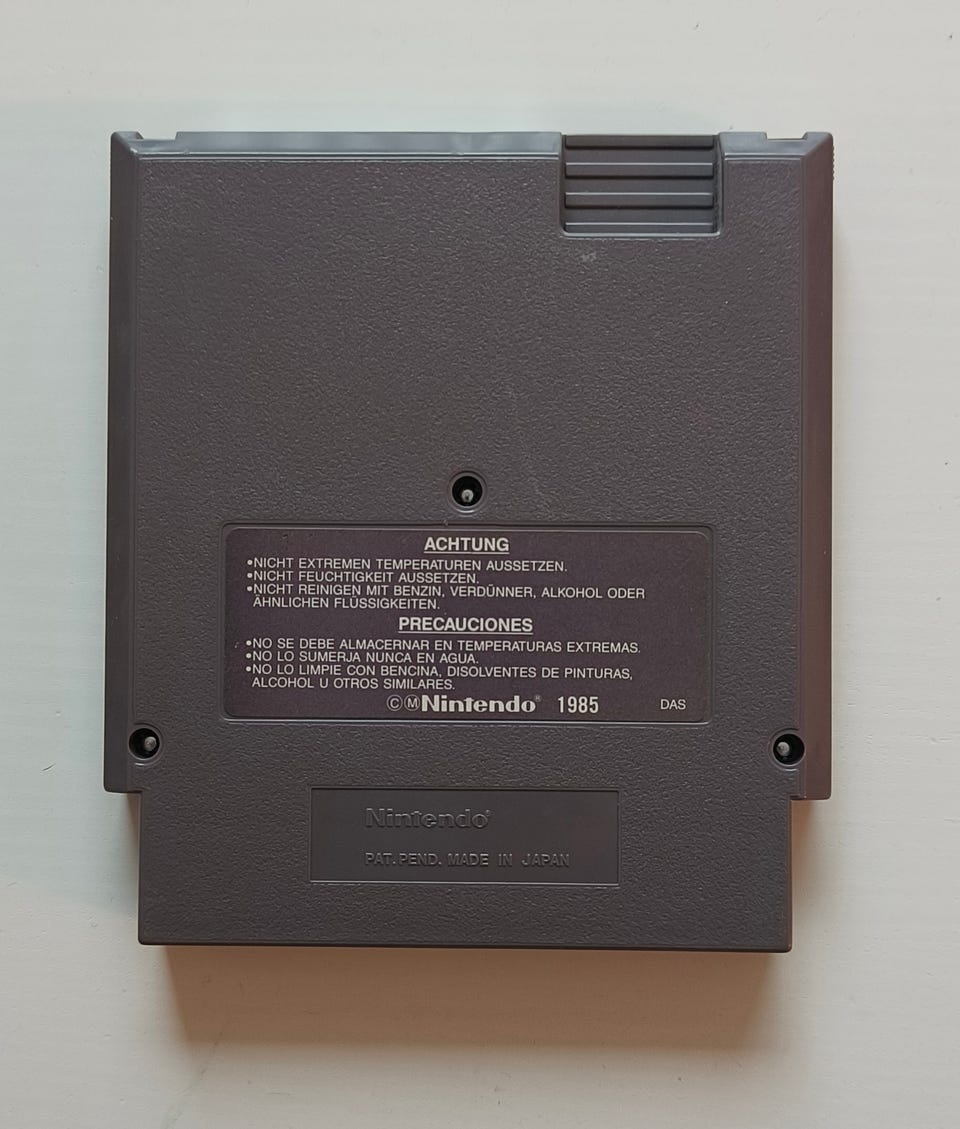 ACHTUNG
•NICHT EXTREMEN TEMPERATUREN AUSSETZEN.
•NICHT FEUCHTIGKEIT AUSSETZEN.
•NICHT REINIGEN MIT BENZIN, VERDÜNNER, ALKOHOL ODER
ÄHNLICHEN FLÜSSIGKEITEN.
PRECAUCIONES
•NO SE DEBE ALMACERNAR EN TEMPERATURAS EXTREMAS.
•NO LO SUMERJA NUNCA EN AGUA.
•NO LO LIMPIE CON BENCINA, DISOLVENTES DE PINTURAS,
ALCOHOL U OTROS SIMILARES.
ⒸⓂNintendo® 1985 DAS
Nintendo®
PAT. PEND. MADE IN JAPAN